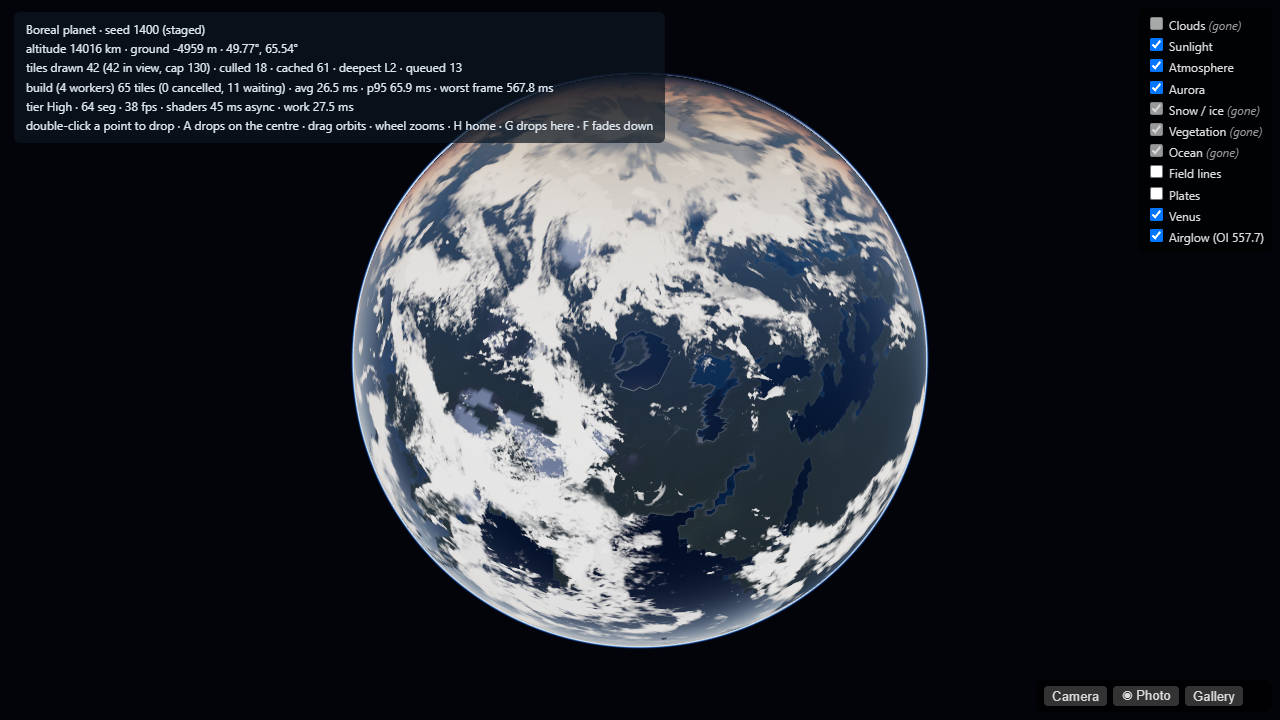 Boreal planet · seed 1400 (staged)
altitude 14016 km · ground -4959 m · 49.77°, 65.54°
tiles drawn 42 (42 in view, cap 130) · culled 18 · cached 61 · deepest L2 · queued 13
build (4 workers) 65 tiles (0 cancelled, 11 waiting) · avg 26.5 ms · p95 65.9 ms · worst frame 567.8 ms
tier High · 64 seg · 38 fps · shaders 45 ms async · work 27.5 ms
double-click a point to drop · A drops on the centre · drag orbits · wheel zooms · H home · G drops here · F fades down
Clouds (gone)
Sunlight
Atmosphere
Aurora
Snow / ice (gone)
Vegetation (gone)
Ocean (gone)
Field lines
Plates
Venus
Airglow (OI 557.7)
Camera
◉ Photo
Gallery